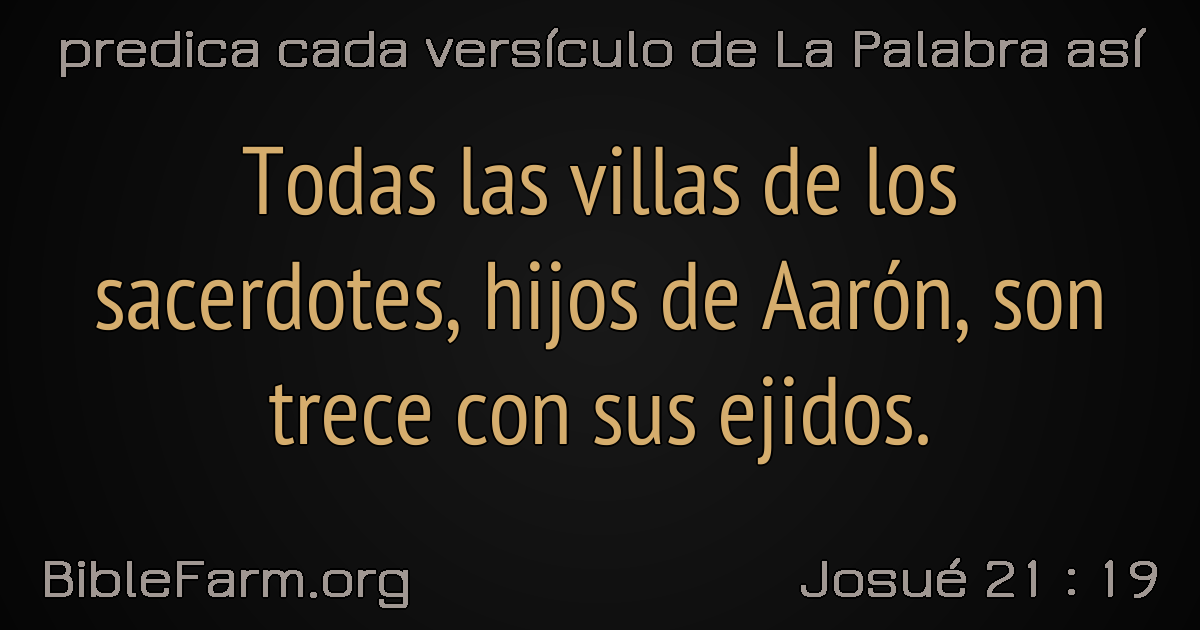 predica cada versículo de La Palabra así
Todas las villas de los
sacerdotes, hijos de Aarón, son
trece con sus ejidos.
BibleFarm.org
Josué 21 : 19